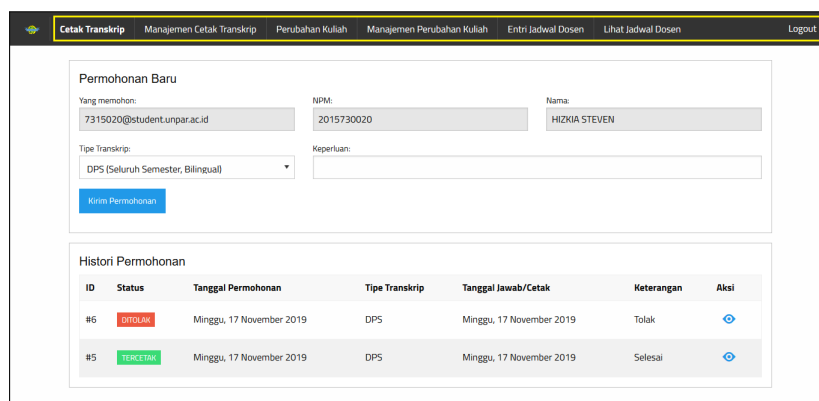 Cetak Transkrip Manajemen Cetak Transkrip Perubahan Kuliah Manajemen Perubahan Kuliah Entri Jadwal Dosen Lihat Jadwal Dosen Logout
Permohonan Baru
Yang memohon: NPM: Nama:
7315020@student.unpar.ac.id 2015730020 HIZKIA STEVEN
Tipe Transkrip: Keperluan:
DPS (Seluruh Semester, Bilingual)
Kirim Permohonan
Histori Permohonan
ID Status Tanggal Permohonan Tipe Transkrip Tanggal Jawab/Cetak Keterangan Aksi
#6 DITOLAK Minggu, 17 November 2019 DPS Minggu, 17 November 2019 Tolak
#5 TERCETAK Minggu, 17 November 2019 DPS Minggu, 17 November 2019 Selesai